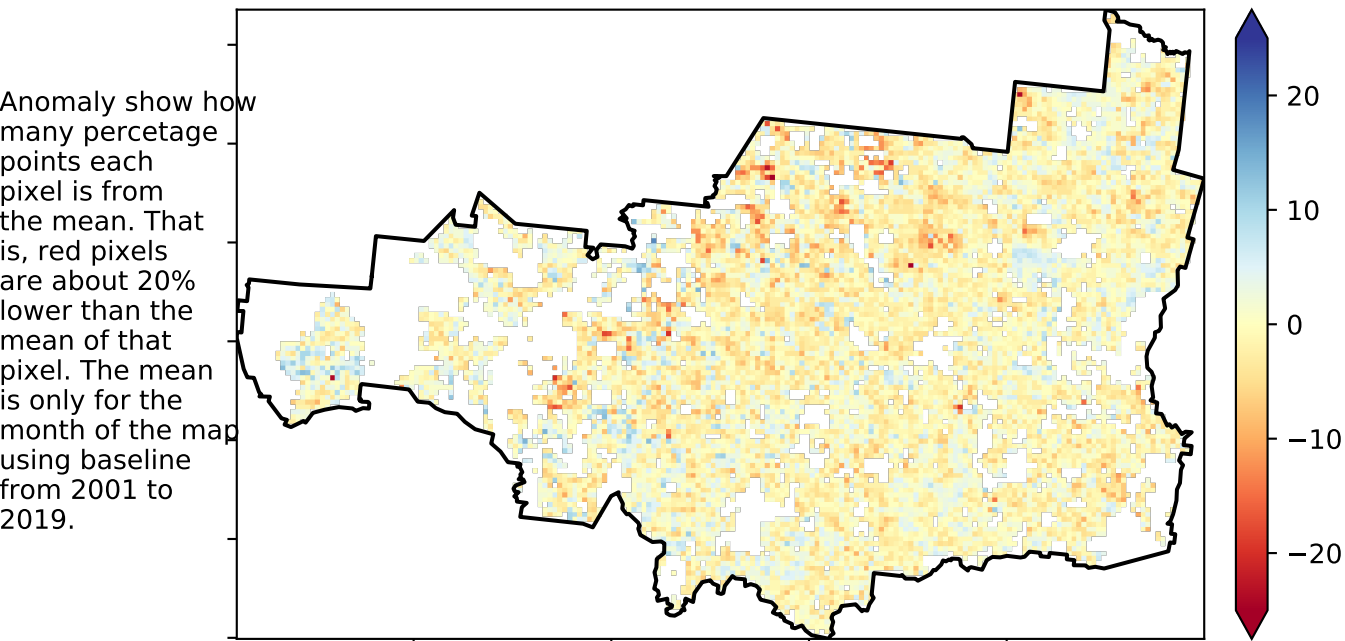 Anomaly show how
many percetage
points each
pixel is from
the mean. That
is, red pixels
are about 20%
lower than the
mean of that
pixel. The mean
is only for the
month of the map
using baseline
from 2001 to
2019.
20
10
0
−10
−20